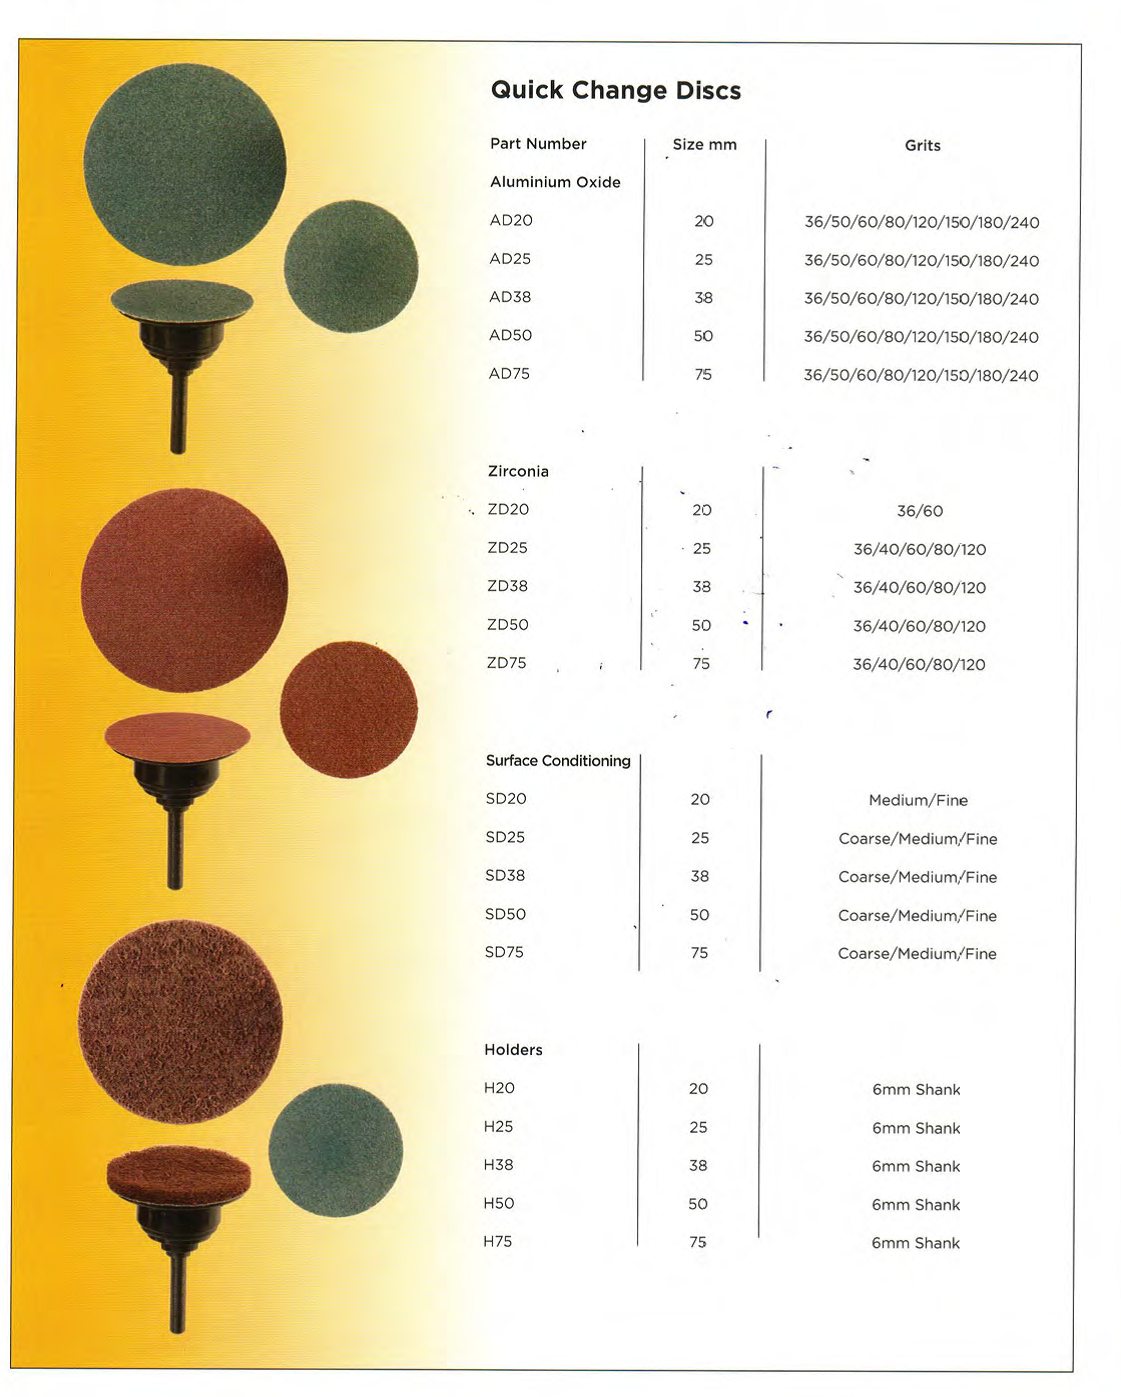 Quick Change Discs
Part Number Size mm Grits
Aluminium Oxide
AD20 20 36/50/60/80/120/150/180/240
AD25 25 36/50/60/80/120/150/180/240
AD38 38 36/50/60/80/120/150/180/240
AD50 50 36/50/60/80/120/150/180/240
AD75 75 36/50/60/80/120/150/180/240
Zirconia
ZD20 20 36/60
ZD25 25 36/40/60/80/120
ZD38 38 36/40/60/80/120
ZD50 50 36/40/60/80/120
ZD75 75 36/40/60/80/120
Surface Conditioning
SD20 20 Medium/Fine
SD25 25 Coarse/Medium/Fine
SD38 38 Coarse/Medium/Fine
SD50 50 Coarse/Medium/Fine
SD75 75 Coarse/Medium/Fine
Holders
H20 20 6mm Shank
H25 25 6mm Shank
H38 38 6mm Shank
H50 50 6mm Shank
H75 75 6mm Shank